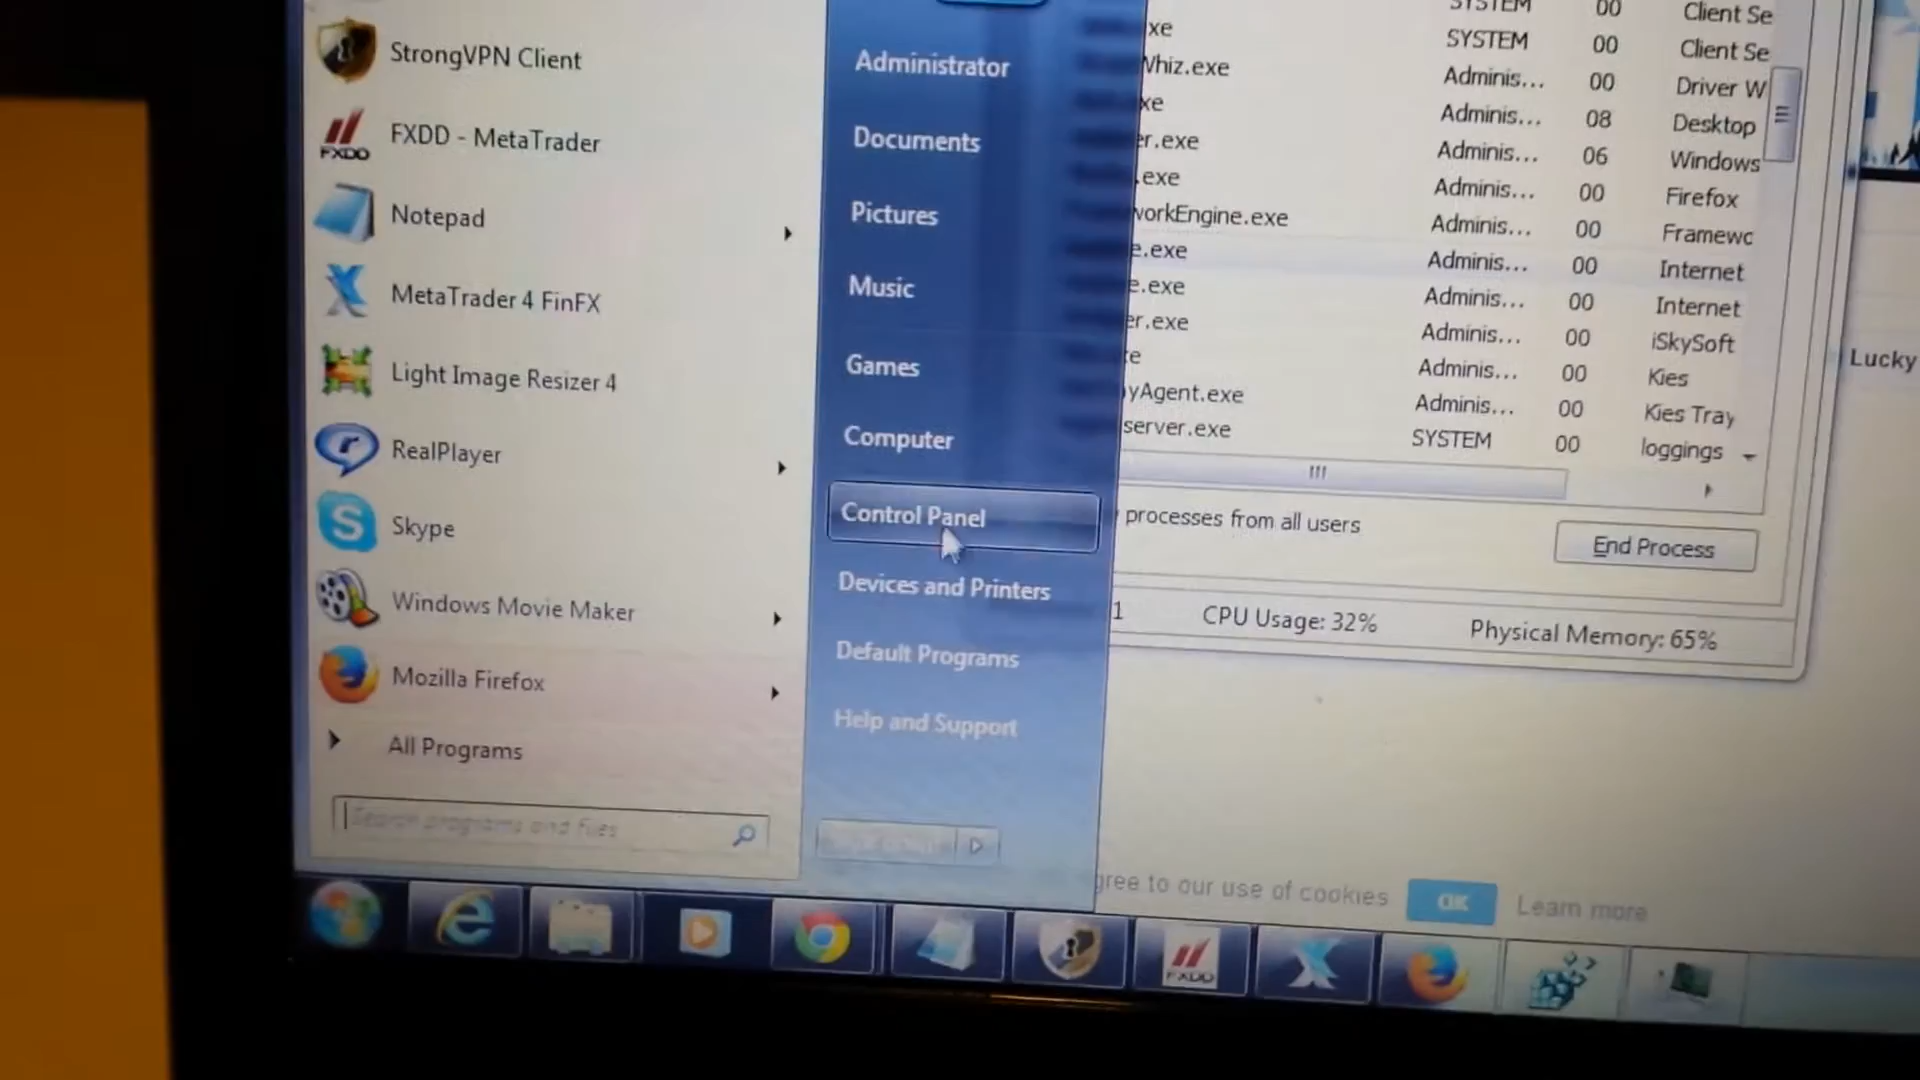 StrongVPN Client
FXDD
FXDD - MetaTrader
Notepad
MetaTrader 4 FinFX
Light Image Resizer 4
RealPlayer
Skype
Windows Movie Maker
Mozilla Firefox
All Programs
Search programs and files
Administrator
Documents
Pictures
Music
Games
Computer
Control Panel
Devices and Printers
Default Programs
Help and Support
xe SYSTEM 00 Client Se
SYSTEM 00 Client Se
Whiz.exe Adminis... 00 Driver W
xe Adminis... 08 Desktop
er.exe Adminis... 06 Windows
.exe Adminis... 00 Firefox
workEngine.exe Adminis... 00 Framewo
e.exe Adminis... 00 Internet
e.exe Adminis... 00 Internet
er.exe Adminis... 00 iSkySoft
e Adminis... 00 Kies
yAgent.exe Adminis... 00 Kies Tray
server.exe SYSTEM 00 loggings
processes from all users
End Process
1 CPU Usage: 32% Physical Memory: 65%
Lucky
gree to our use of cookies OK Learn more
FXDD